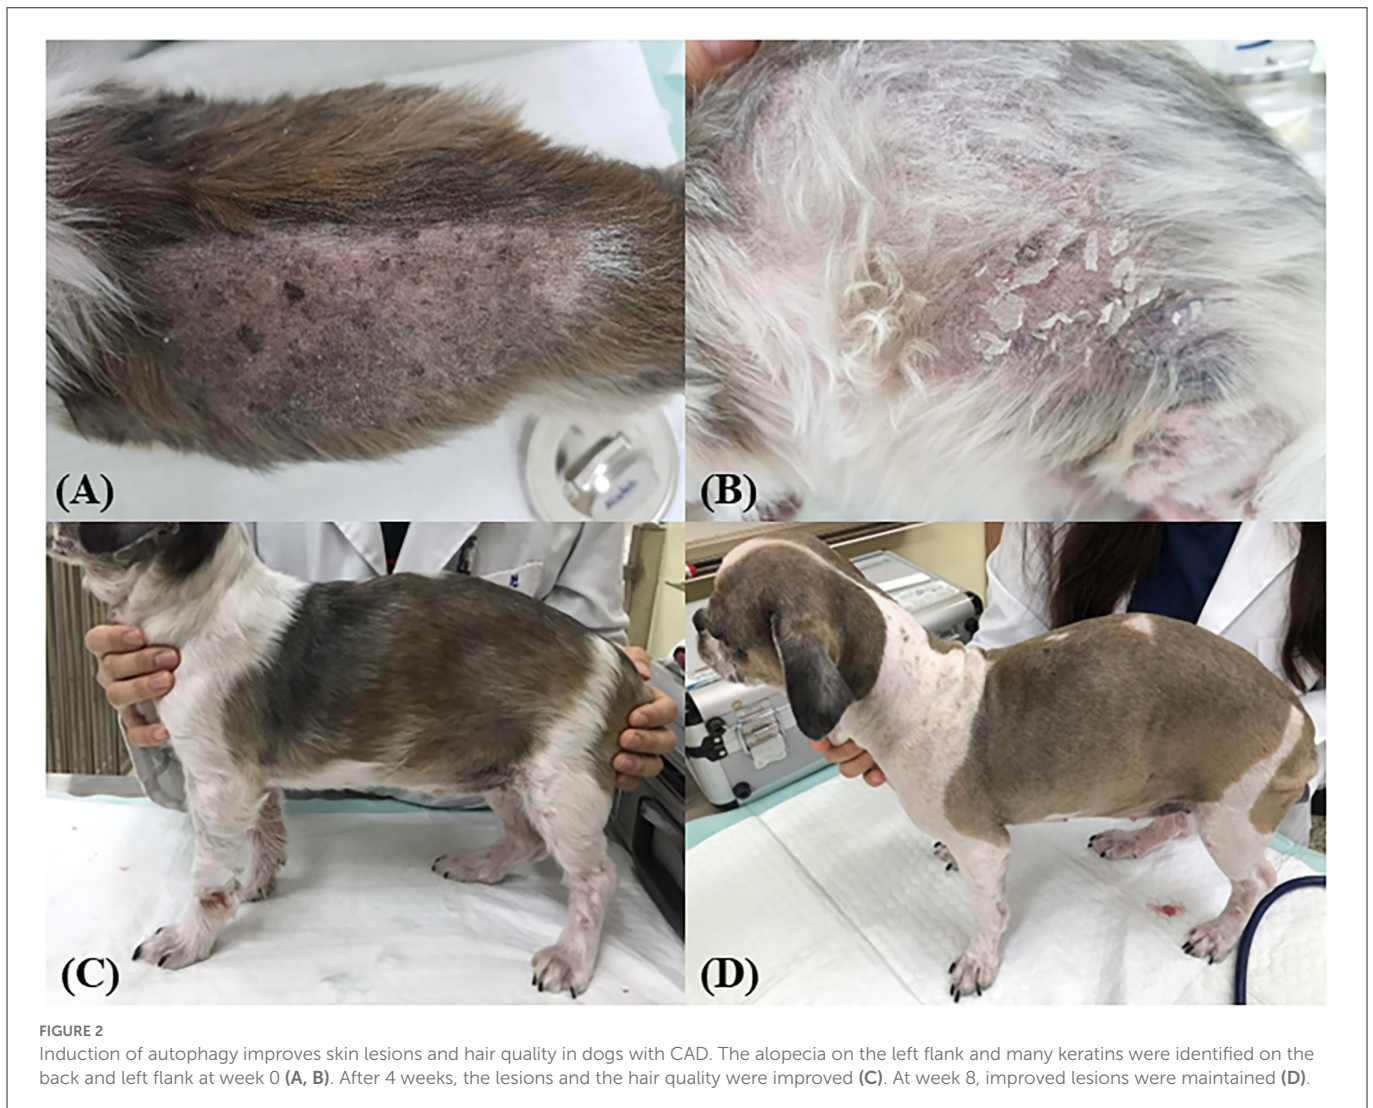 (A)
(B)
(C)
(D)
FIGURE 2
Induction of autophagy improves skin lesions and hair quality in dogs with CAD. The alopecia on the left flank and many keratins were identified on the
back and left flank at week 0 (A, B). After 4 weeks, the lesions and the hair quality were improved (C). At week 8, improved lesions were maintained (D).